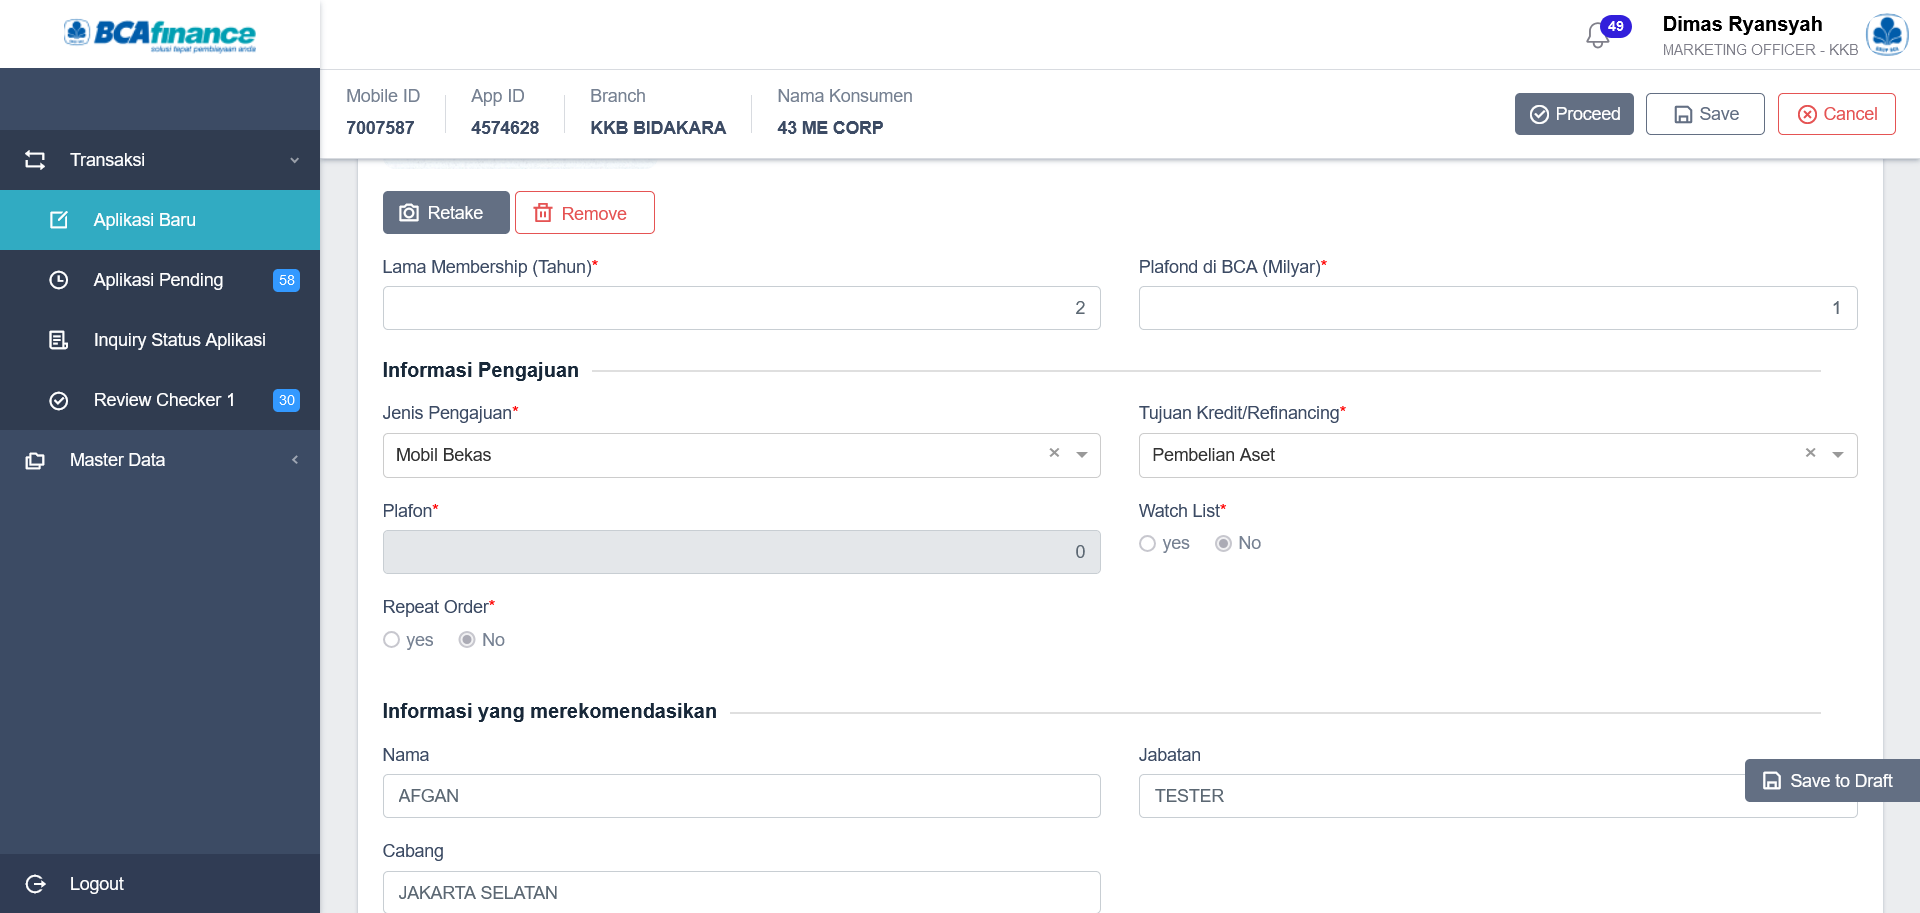 BCAfinance
solusi tepat pembiayaan anda
49
Dimas Ryansyah
MARKETING OFFICER - KKB
Mobile ID
7007587
App ID
4574628
Branch
KKB BIDAKARA
Nama Konsumen
43 ME CORP
Proceed
Save
Cancel
Transaksi
Aplikasi Baru
Aplikasi Pending
58
Inquiry Status Aplikasi
Review Checker 1
30
Master Data
Logout
Retake
Remove
Lama Membership (Tahun)*
2
Plafond di BCA (Milyar)*
1
Informasi Pengajuan
Jenis Pengajuan*
Mobil Bekas
Tujuan Kredit/Refinancing*
Pembelian Aset
Plafon*
0
Watch List*
yes
No
Repeat Order*
yes
No
Informasi yang merekomendasikan
Nama
AFGAN
Jabatan
TESTER
Save to Draft
Cabang
JAKARTA SELATAN